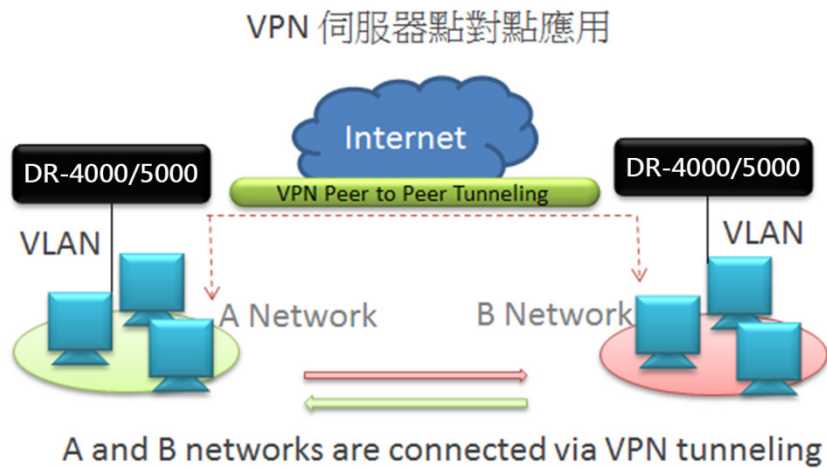 VPN 伺服器點對點應用
Internet
DR-4000/5000
DR-4000/5000
VPN Peer to Peer Tunneling
VLAN
VLAN
A Network
B Network
A and B networks are connected via VPN tunneling